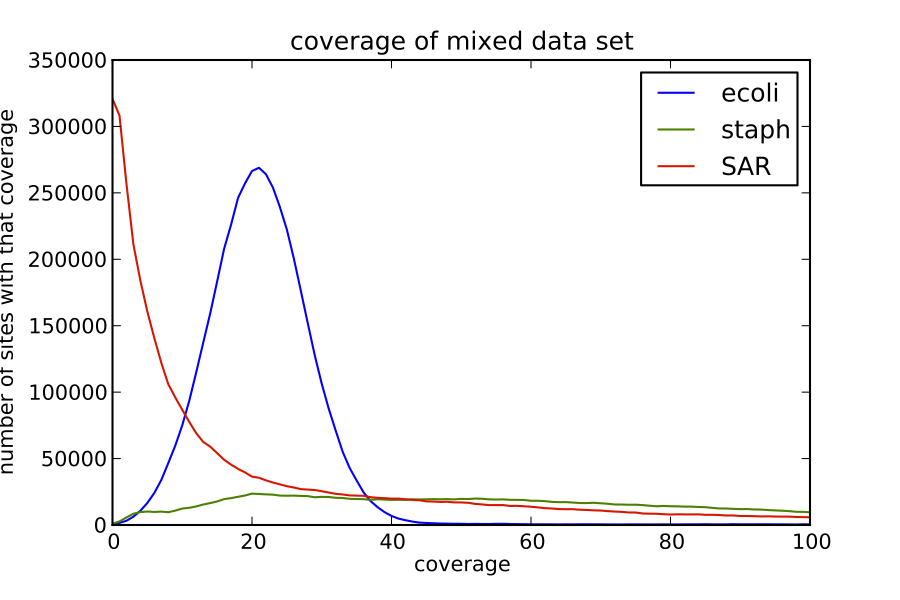 coverage of mixed data set
number of sites with that coverage
350000
300000
250000
200000
150000
100000
50000
0
ecoli
staph
SAR
0 20 40 60 80 100
coverage